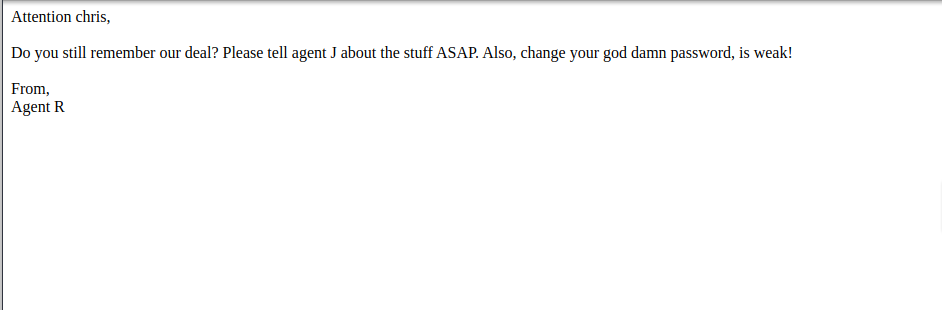 Attention chris,
Do you still remember our deal? Please tell agent J about the stuff ASAP. Also, change your god damn password, is weak!
From,
Agent R